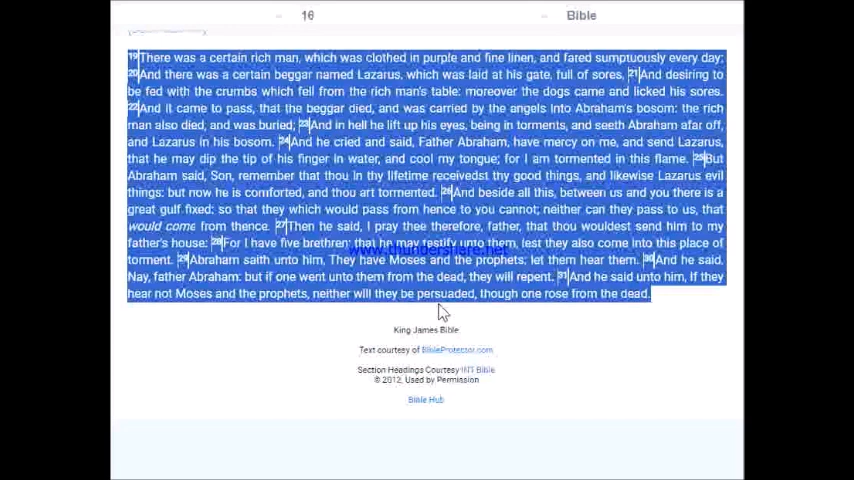 16 Bible
19There was a certain rich man, which was clothed in purple and fine linen, and fared sumptuously every day:
20And there was a certain beggar named Lazarus, which was laid at his gate, full of sores, 21And desiring to
be fed with the crumbs which fell from the rich man's table: moreover the dogs came and licked his sores.
22And it came to pass, that the beggar died, and was carried by the angels into Abraham's bosom: the rich
man also died, and was buried; 23And in hell he lift up his eyes, being in torments, and seeth Abraham afar off,
and Lazarus in his bosom. 24And he cried and said, Father Abraham, have mercy on me, and send Lazarus,
that he may dip the tip of his finger in water, and cool my tongue; for I am tormented in this flame. 25But
Abraham said, Son, remember that thou in thy lifetime receivedst thy good things, and likewise Lazarus evil
things: but now he is comforted, and thou art tormented. 26And beside all this, between us and you there is a
great gulf fixed: so that they which would pass from hence to you cannot; neither can they pass to us, that
would come from thence. 27Then he said, I pray thee therefore, father, that thou wouldest send him to my
father's house: 28For I have five brethren; that he may testify unto them, lest they also come into this place of
www.thundershare.net
torment. 29Abraham saith unto him, They have Moses and the prophets; let them hear them. 30And he said,
Nay, father Abraham: but if one went unto them from the dead, they will repent. 31And he said unto him, If they
hear not Moses and the prophets, neither will they be persuaded, though one rose from the dead.
King James Bible
Text courtesy of BibleProtector.com
Section Headings Courtesy INT Bible
© 2012, Used by Permission
Bible Hub